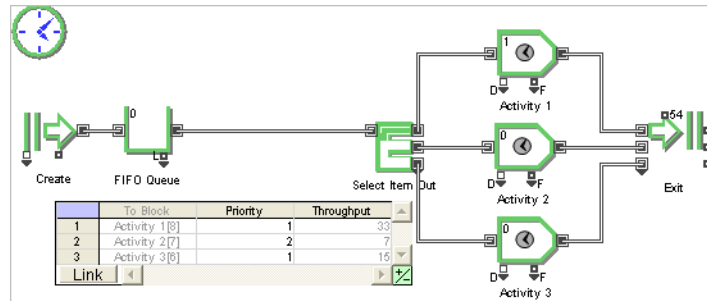 1
D
F
Activity 1
0
L
Create
FIFO Queue
Select Item Out
0
D
F
Activity 2
54
Exit
To Block Priority Throughput
1 Activity 1[8] 1 33
2 Activity 2[7] 2 7
3 Activity 3[6] 1 15
Link
0
D
F
Activity 3